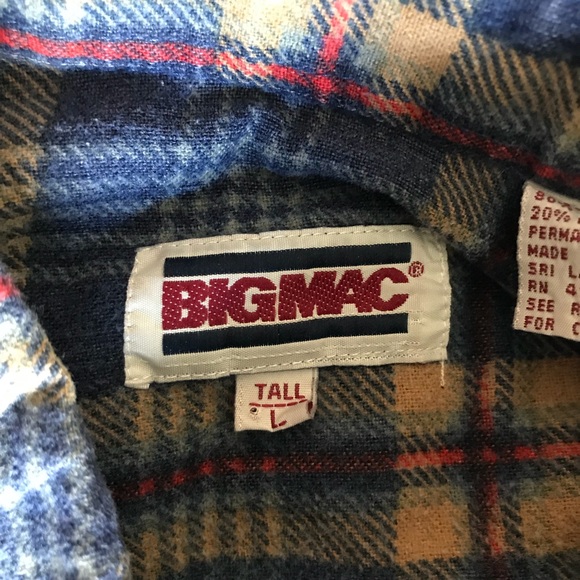 BIGMAC®
TALL
L
20%
PERMA
MADE
SRI L
RN 4
SEE R
FOR C